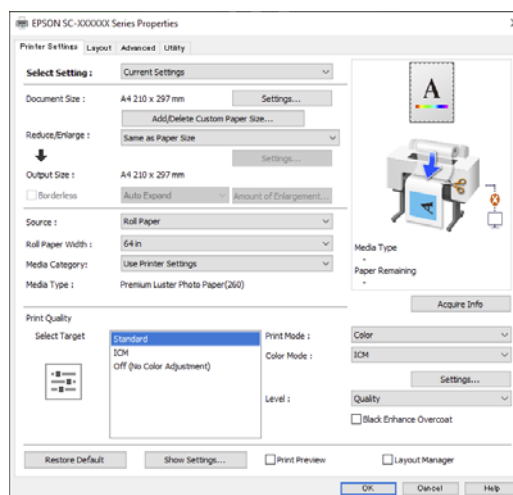 EPSON SC-XXXXXX Series Properties
Printer Settings Layout Advanced Utility
Select Setting : Current Settings
Document Size : A4 210 x 297 mm Settings...
Add/Delete Custom Paper Size...
Reduce/Enlarge : Same as Paper Size
Settings...
Output Size : A4 210 x 297 mm
Borderless Auto Expand Amount of Enlargement...
Source : Roll Paper
Roll Paper Width : 64 in
Media Category: Use Printer Settings
Media Type : Premium Luster Photo Paper(260)
A
A
Media Type
-
Paper Remaining
-
Acquire Info
Print Quality
Select Target
Standard
ICM
Off (No Color Adjustment)
Print Mode : Color
Color Mode : ICM
Settings...
Level : Quality
Black Enhance Overcoat
Restore Default Show Settings... Print Preview Layout Manager
OK Cancel Help